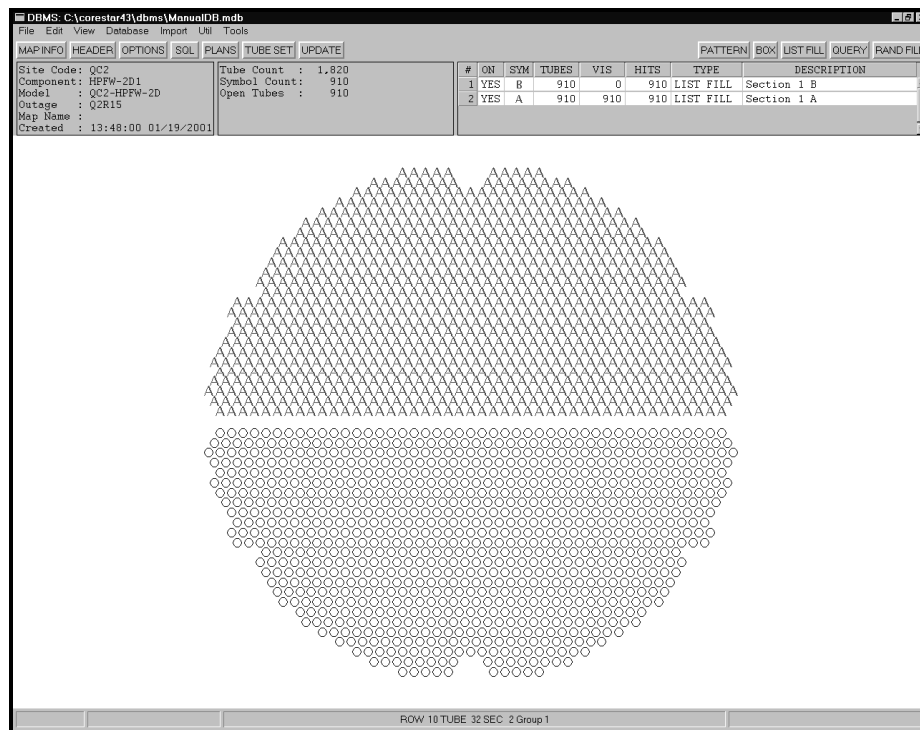 DBMS: C:\corestar43\dbms\ManualDB.mdb
File Edit View Database Import Util Tools
MAP INFO HEADER OPTIONS SQL PLANS TUBE SET UPDATE PATTERN BOX LIST FILL QUERY RAND FILL
Site Code: QC2
Component: HPFW-2D1
Model : QC2-HPFW-2D
Outage : Q2R15
Map Name :
Created : 13:48:00 01/19/2001
Tube Count : 1,820
Symbol Count: 910
Open Tubes : 910
# ON SYM TUBES VIS HITS TYPE DESCRIPTION
1 YES B 910 0 910 LIST FILL Section 1 B
2 YES A 910 910 910 LIST FILL Section 1 A
ROW 10 TUBE 32 SEC 2 Group 1